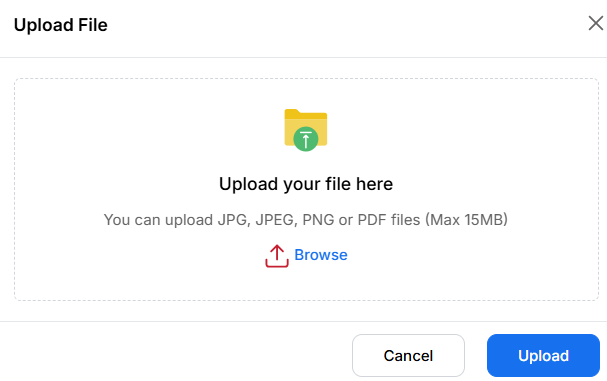 Upload File
Upload your file here
You can upload JPG, JPEG, PNG or PDF files (Max 15MB)
Browse
Cancel
Upload